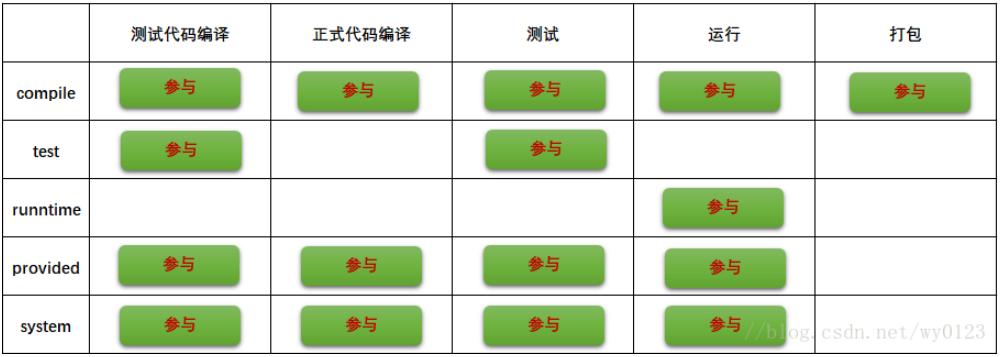 测试代码编译 正式代码编译 测试 运行 打包
compile 参与 参与 参与 参与 参与
test 参与 参与
runntime 参与
provided 参与 参与 参与 参与
system 参与 参与 参与 参与
//blog.csdn.net/wy0123